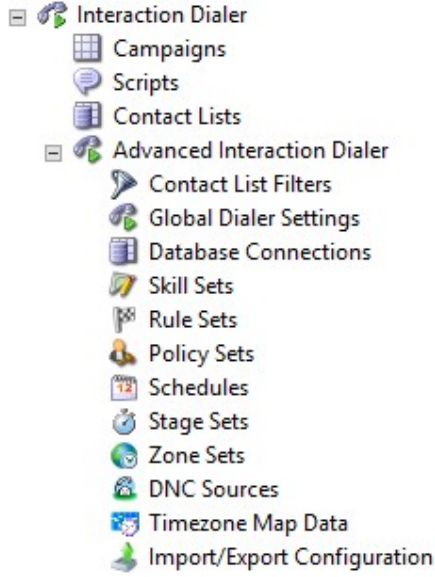 Interaction Dialer
Campaigns
Scripts
Contact Lists
Advanced Interaction Dialer
Contact List Filters
Global Dialer Settings
Database Connections
Skill Sets
Rule Sets
Policy Sets
Schedules
Stage Sets
Zone Sets
DNC Sources
Timezone Map Data
Import/Export Configuration